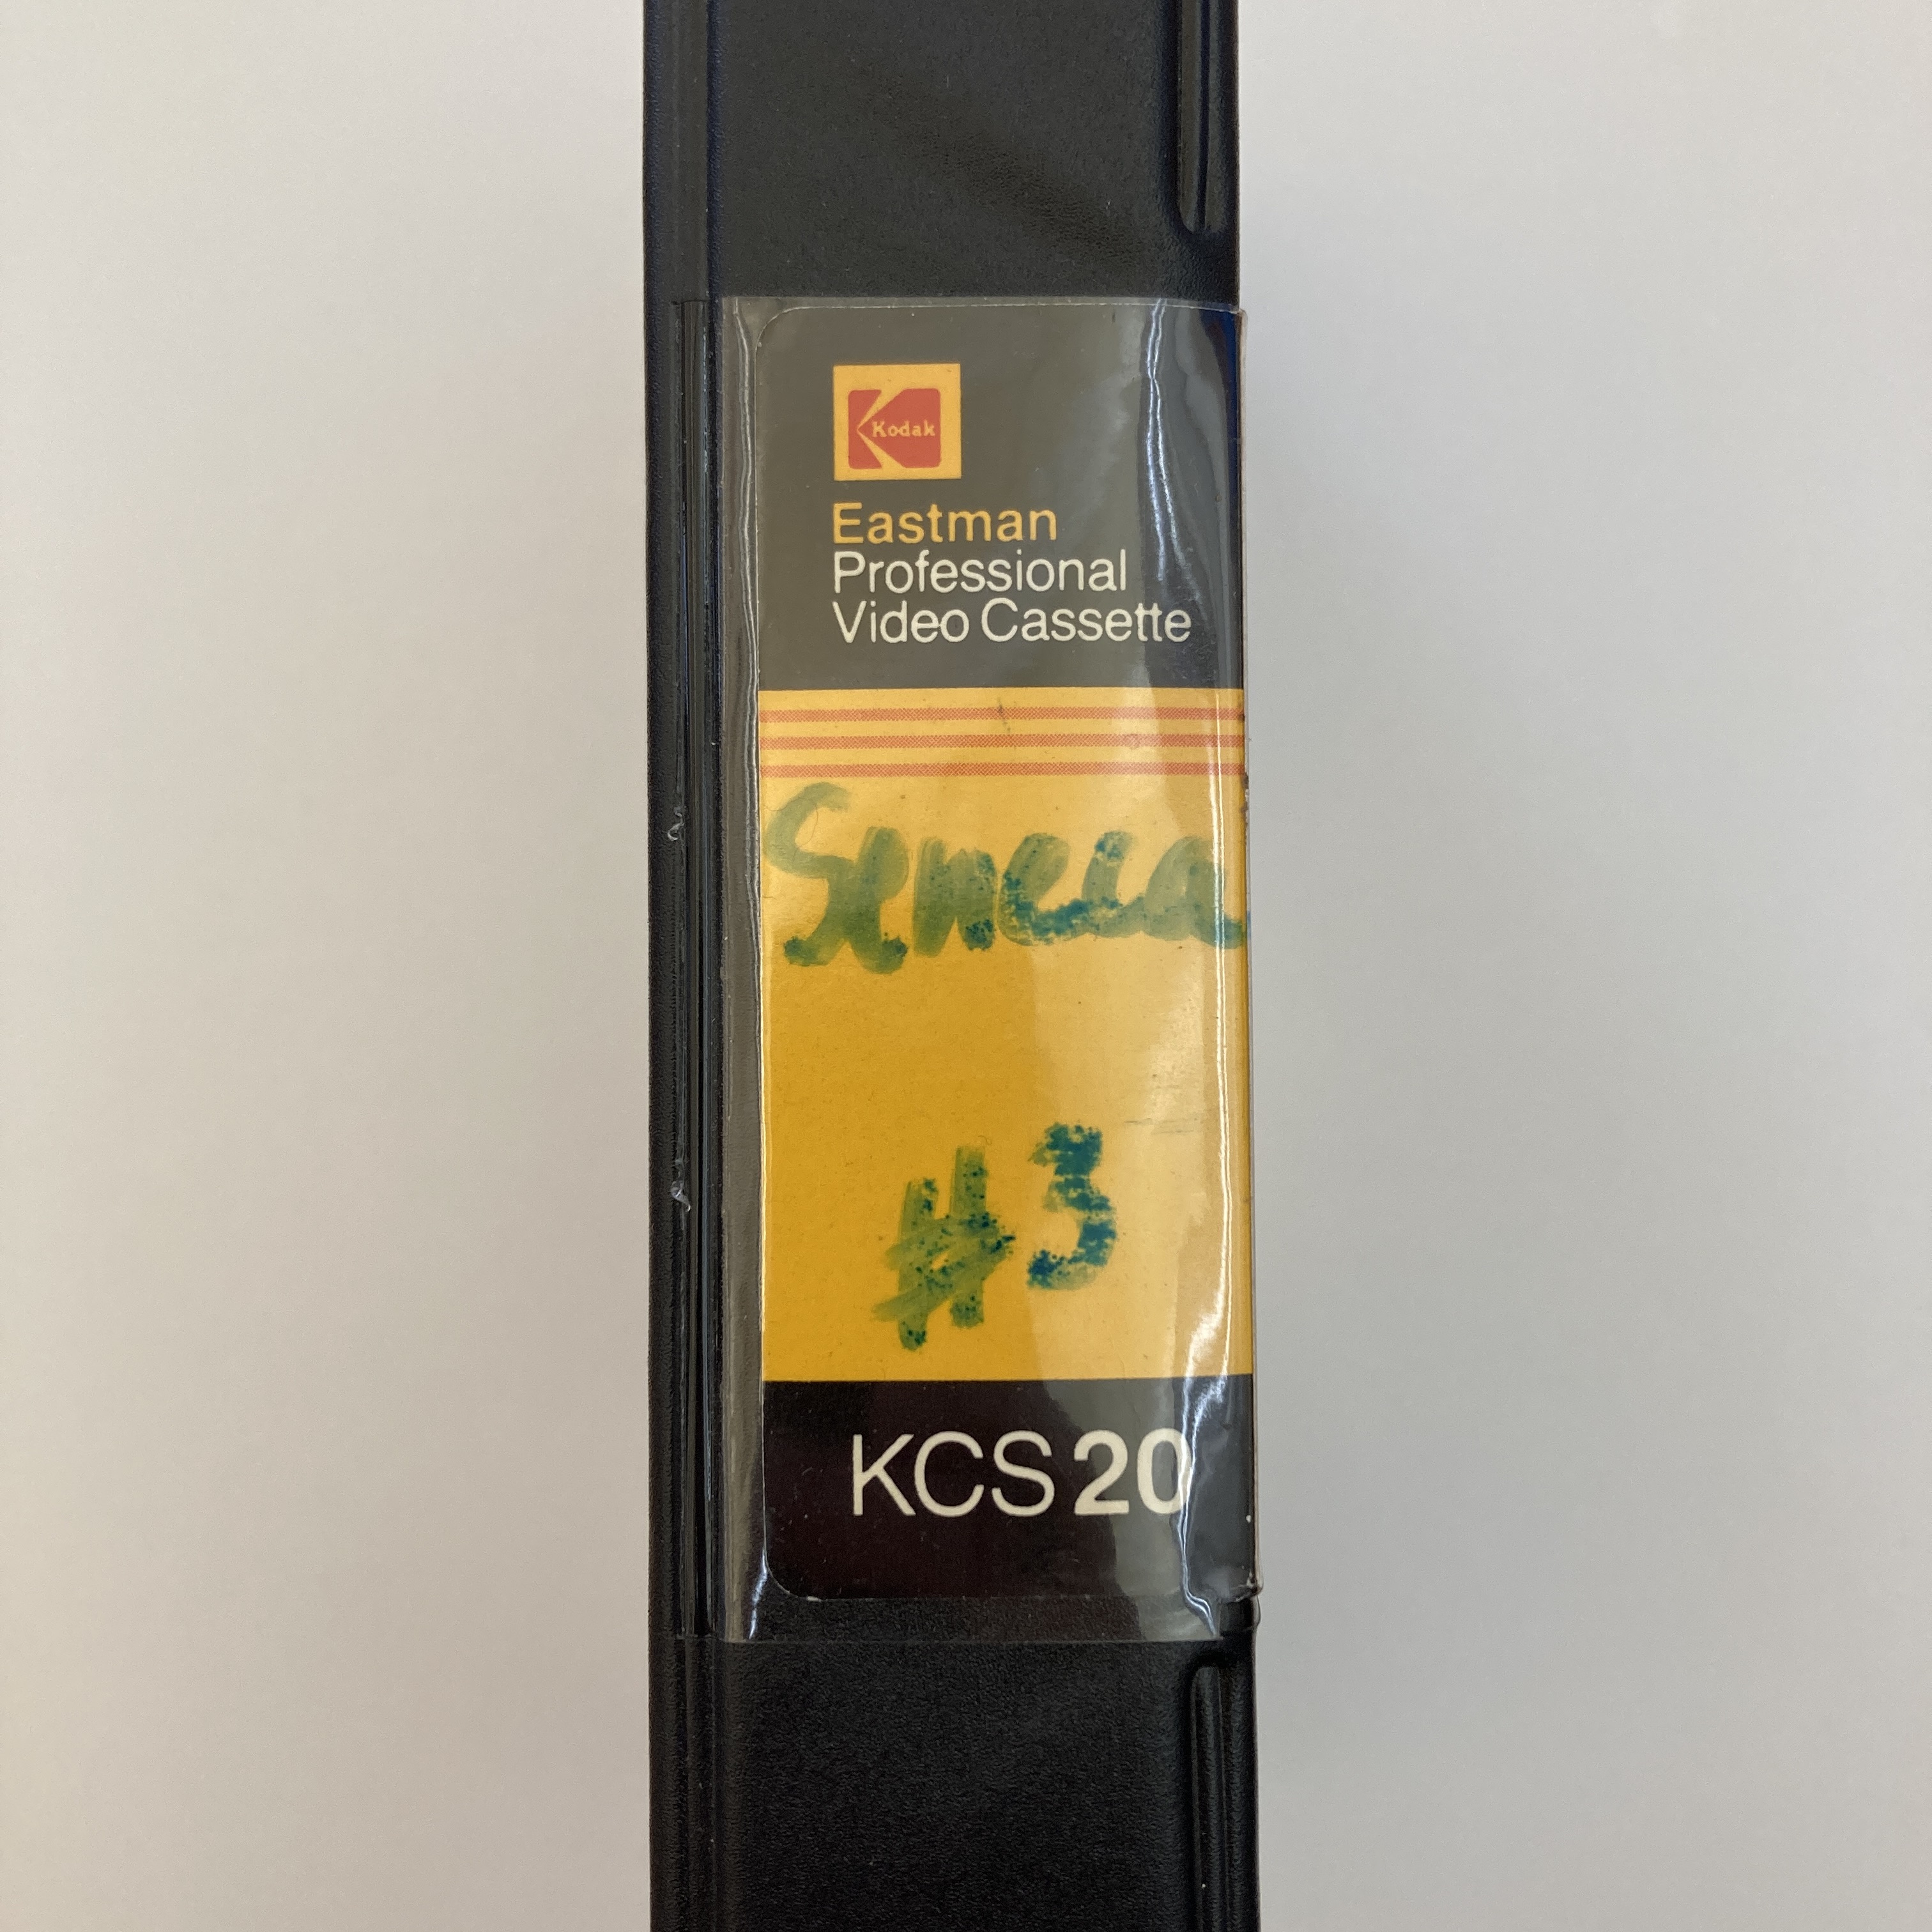 Kodak
Eastman
Professional
Video Cassette
Seneca
#3
KCS 20